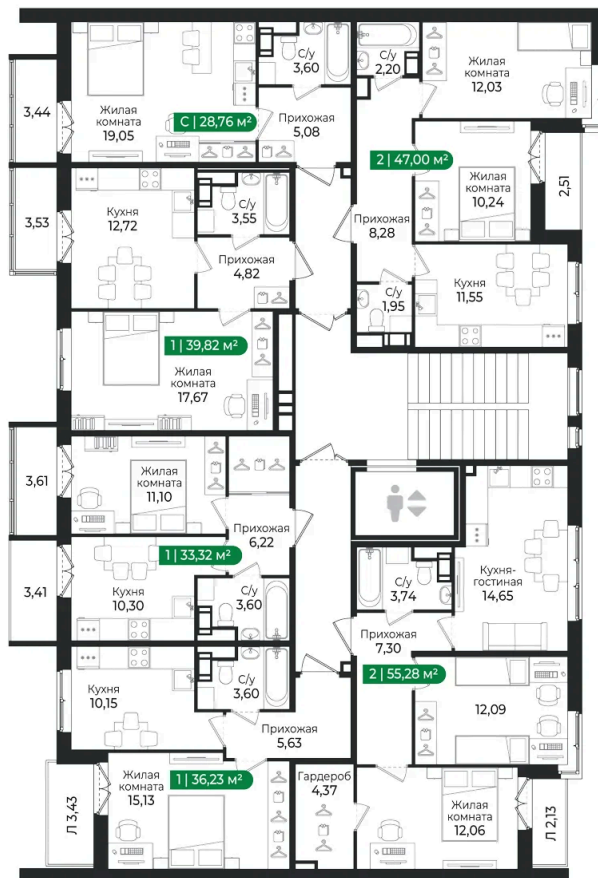 С/у
3,60
С/у
2,20
Жилая
комната
12,03
3,44
Жилая
комната
19,05
С | 28,76 м²
Прихожая
5,08
2 | 47,00 м²
Жилая
комната
10,24
2,51
3,53
Кухня
12,72
С/у
3,55
Прихожая
4,82
Прихожая
8,28
С/у
1,95
Кухня
11,55
1 | 39,82 м²
Жилая
комната
17,67
3,61
Жилая
комната
11,10
Прихожая
6,22
3,41
1 | 33,32 м²
Кухня
10,30
С/у
3,60
С/у
3,74
Кухня-
гостиная
14,65
Прихожая
7,30
2 | 55,28 м²
Кухня
10,15
С/у
3,60
Прихожая
5,63
12,09
Л 3,43
Жилая
комната
15,13
1 | 36,23 м²
Гардероб
4,37
Жилая
комната
12,06
Л 2,13